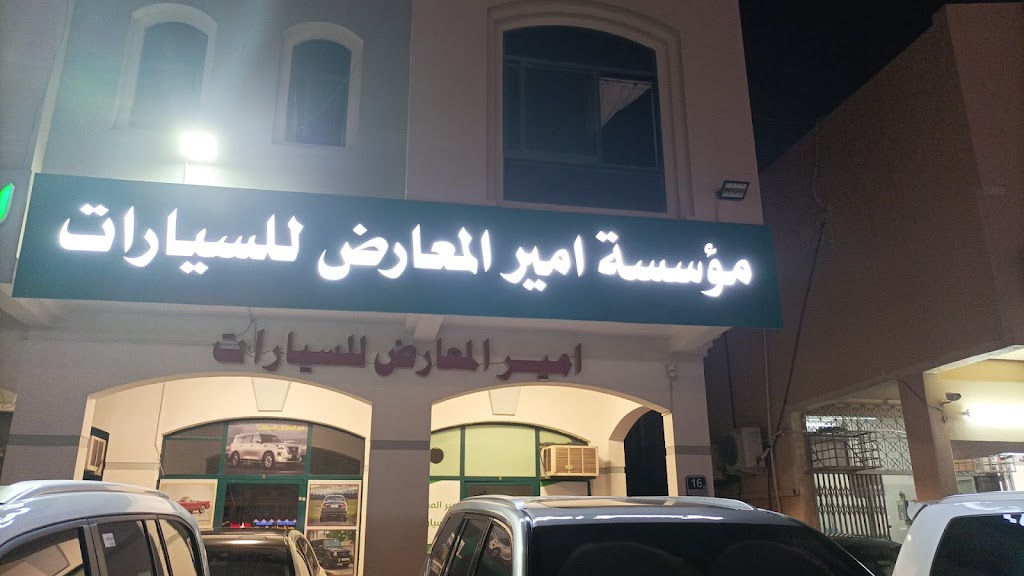 مؤسسة امير المعارض للسيارات
امير المعارض للسيارات
16